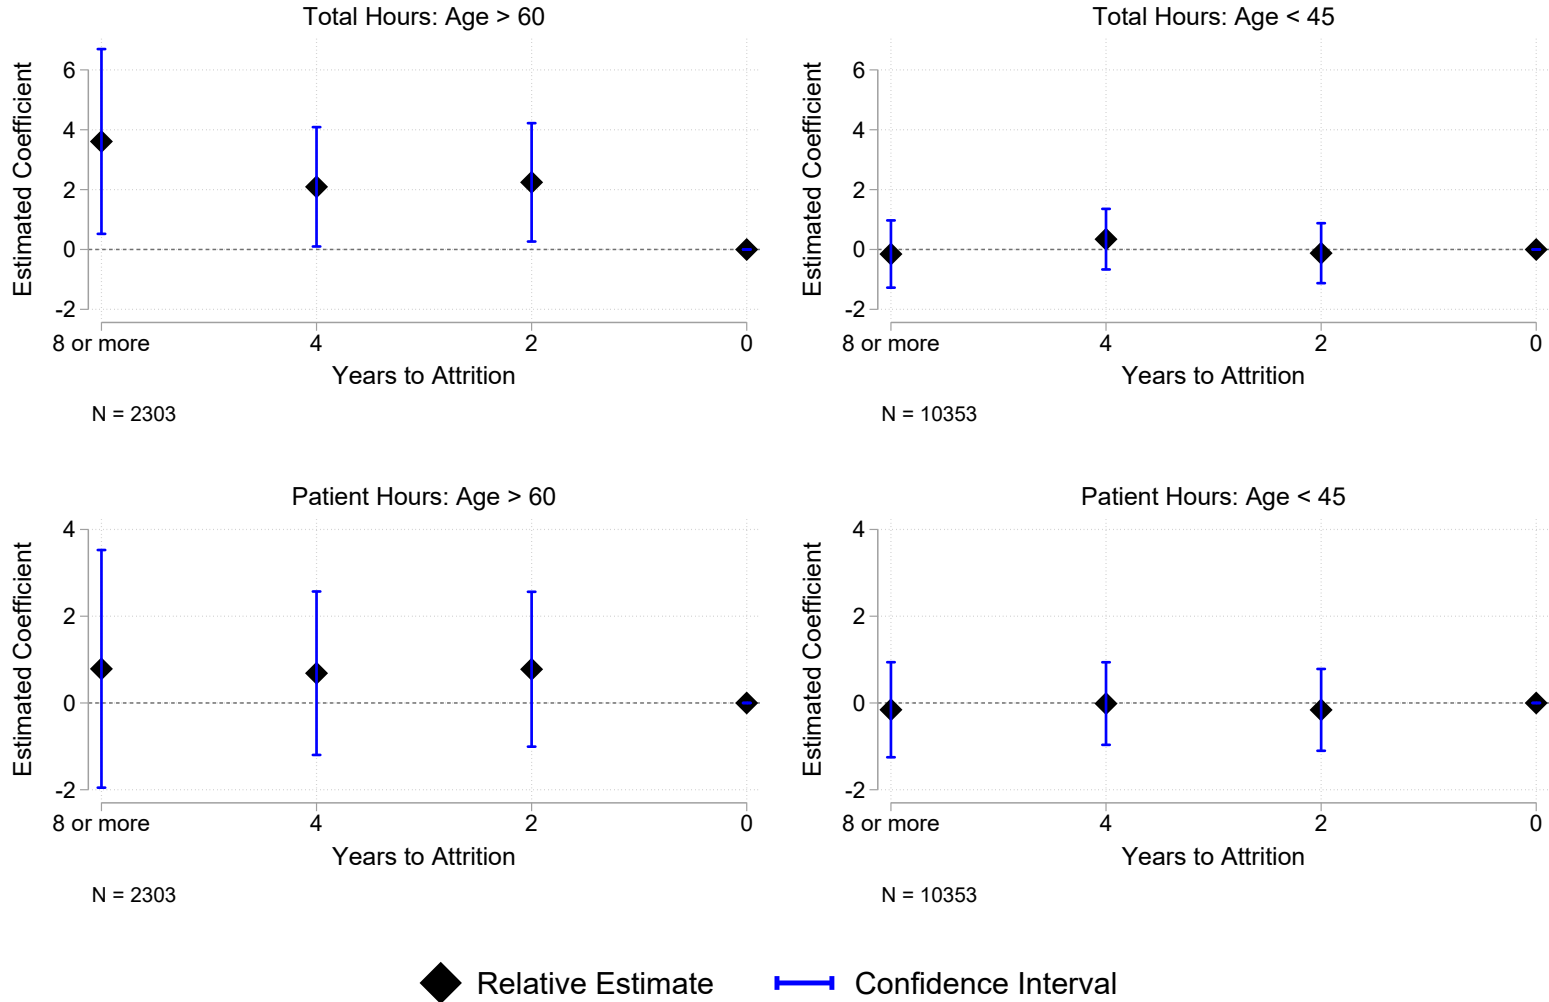 Total Hours: Age > 60
Estimated Coefficient
6
4
2
0
-2
8 or more 4 2 0
Years to Attrition
N = 2303
Total Hours: Age < 45
Estimated Coefficient
6
4
2
0
-2
8 or more 4 2 0
Years to Attrition
N = 10353
Patient Hours: Age > 60
Estimated Coefficient
4
2
0
-2
8 or more 4 2 0
Years to Attrition
N = 2303
Patient Hours: Age < 45
Estimated Coefficient
4
2
0
-2
8 or more 4 2 0
Years to Attrition
N = 10353
Relative Estimate Confidence Interval